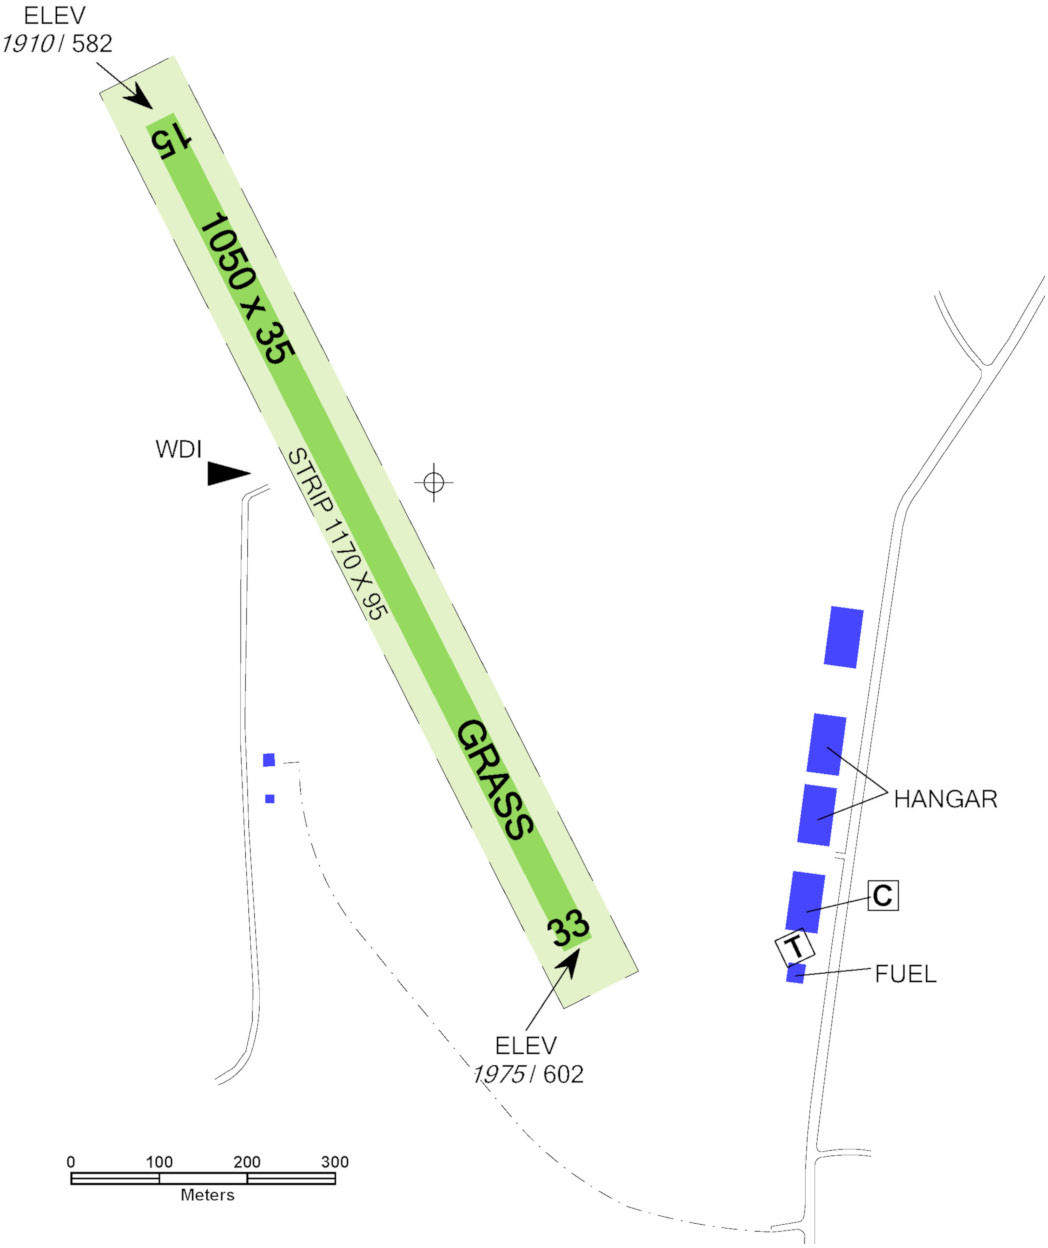 ELEV
1910 / 582
15
1050 x 35
WDI
STRIP 1170 X 95
GRASS
HANGAR
C
33
T
FUEL
ELEV
1975 / 602
0 100 200 300
Meters